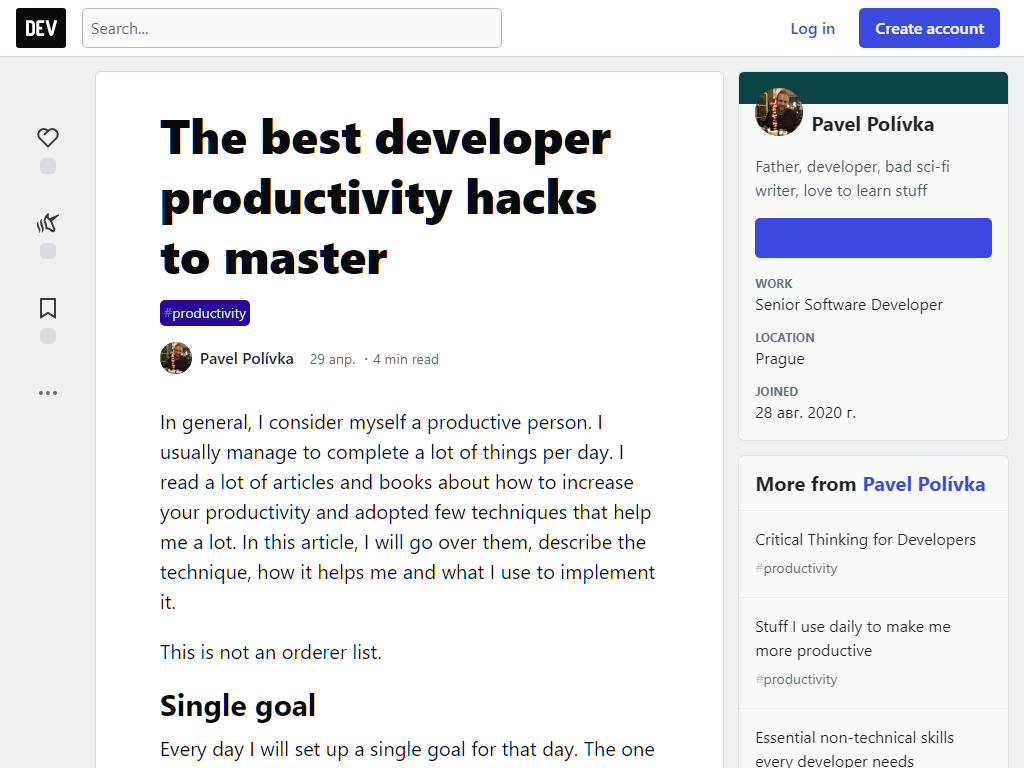 DEV
Search...
Log in
Create account
The best developer
productivity hacks
to master
#productivity
Pavel Polívka
29 апр. · 4 min read
In general, I consider myself a productive person. I
usually manage to complete a lot of things per day. I
read a lot of articles and books about how to increase
your productivity and adopted few techniques that help
me a lot. In this article, I will go over them, describe the
technique, how it helps me and what I use to implement
it.
This is not an orderer list.
Single goal
Every day I will set up a single goal for that day. The one
Pavel Polívka
Father, developer, bad sci-fi
writer, love to learn stuff
WORK
Senior Software Developer
LOCATION
Prague
JOINED
28 авг. 2020 г.
More from Pavel Polívka
Critical Thinking for Developers
#productivity
Stuff I use daily to make me
more productive
#productivity
Essential non-technical skills
every developer needs